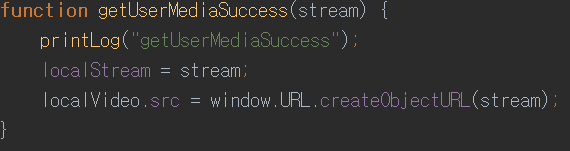 function getUserMediaSuccess(stream) {
    printLog("getUserMediaSuccess");
    localStream = stream;
    localVideo.src = window.URL.createObjectURL(stream);
}